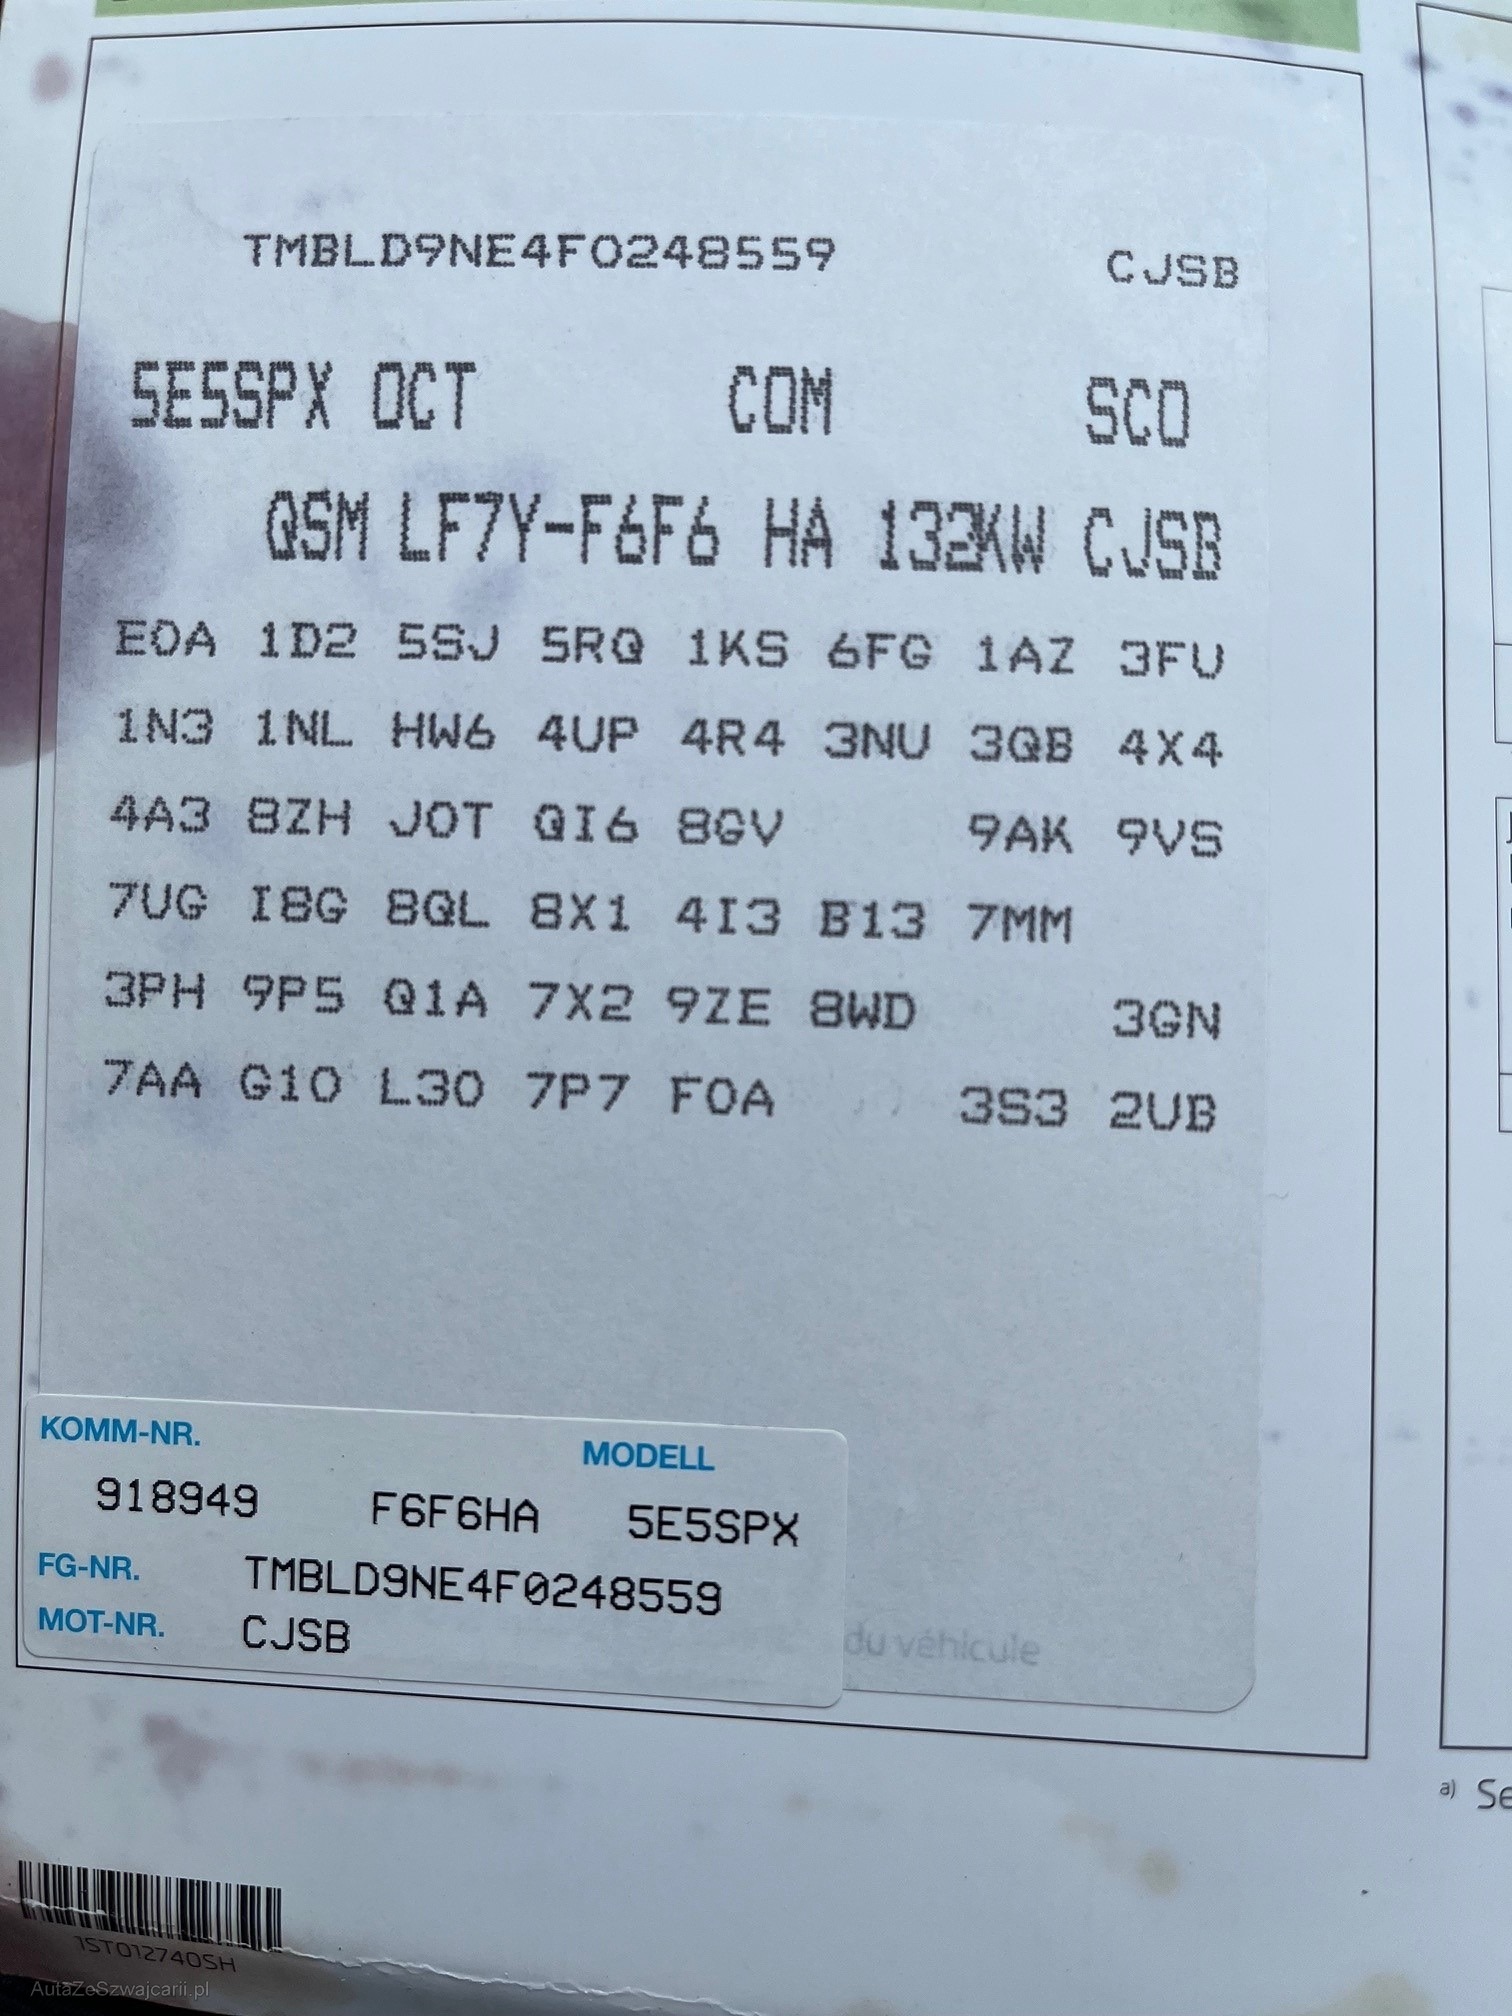 TMBLD9NE4F0248559 CJSB
5E5SPX OCT COM SCO
QSM LF7Y-F6F6 HA 132KW CJSB
E0A 1D2 5SJ 5RQ 1KS 6FG 1AZ 3FU
1N3 1NL HW6 4UP 4R4 3NU 3QB 4X4
4A3 8ZH J0T QI6 8GV 9AK 9VS
7UG I8G 8QL 8X1 4I3 B13 7MM
3PH 9P5 Q1A 7X2 9ZE 8WD 3GN
7AA G10 L30 7P7 F0A 3S3 2UB
KOMM-NR. MODELL
918949 F6F6HA 5E5SPX
FG-NR. TMBLD9NE4F0248559
MOT-NR. CJSB
du véhicule
a) Se
1ST012740SH
AutaZeSzwajcarii.pl